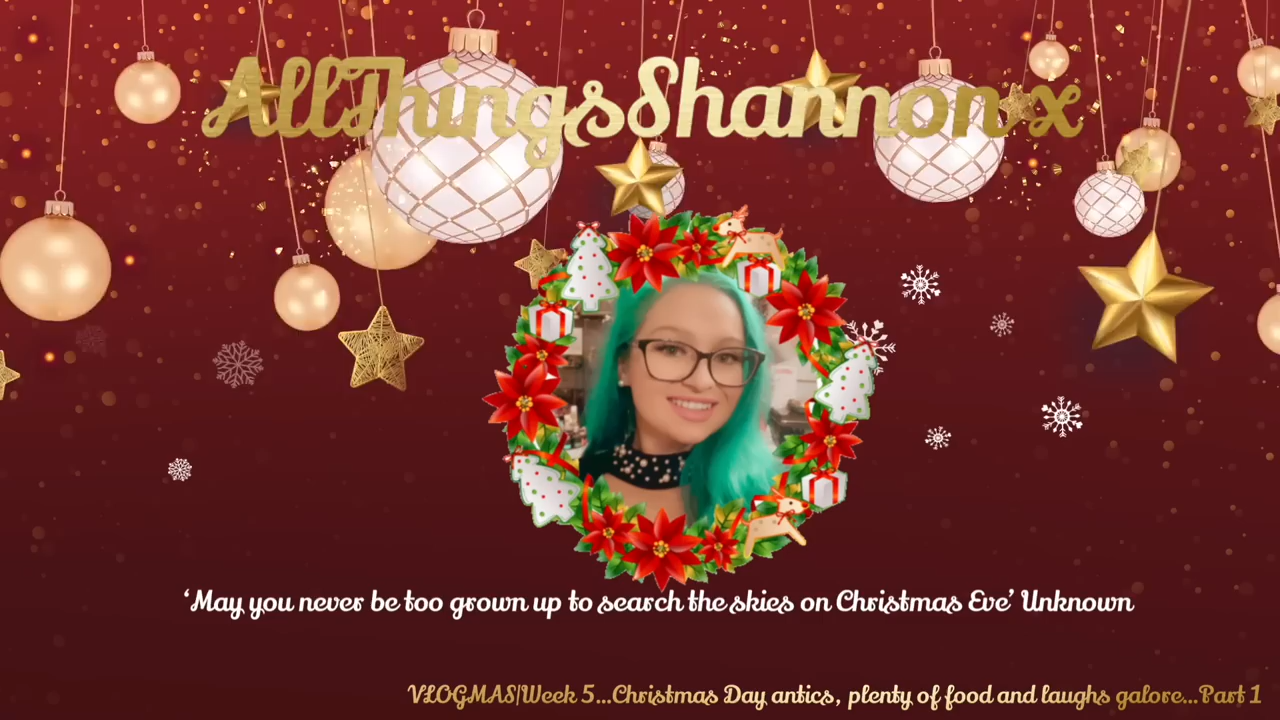 AllThingsShannon x
‘May you never be too grown up to search the skies on Christmas Eve’ Unknown
VLOGMAS|Week 5...Christmas Day antics, plenty of food and laughs galore...Part 1